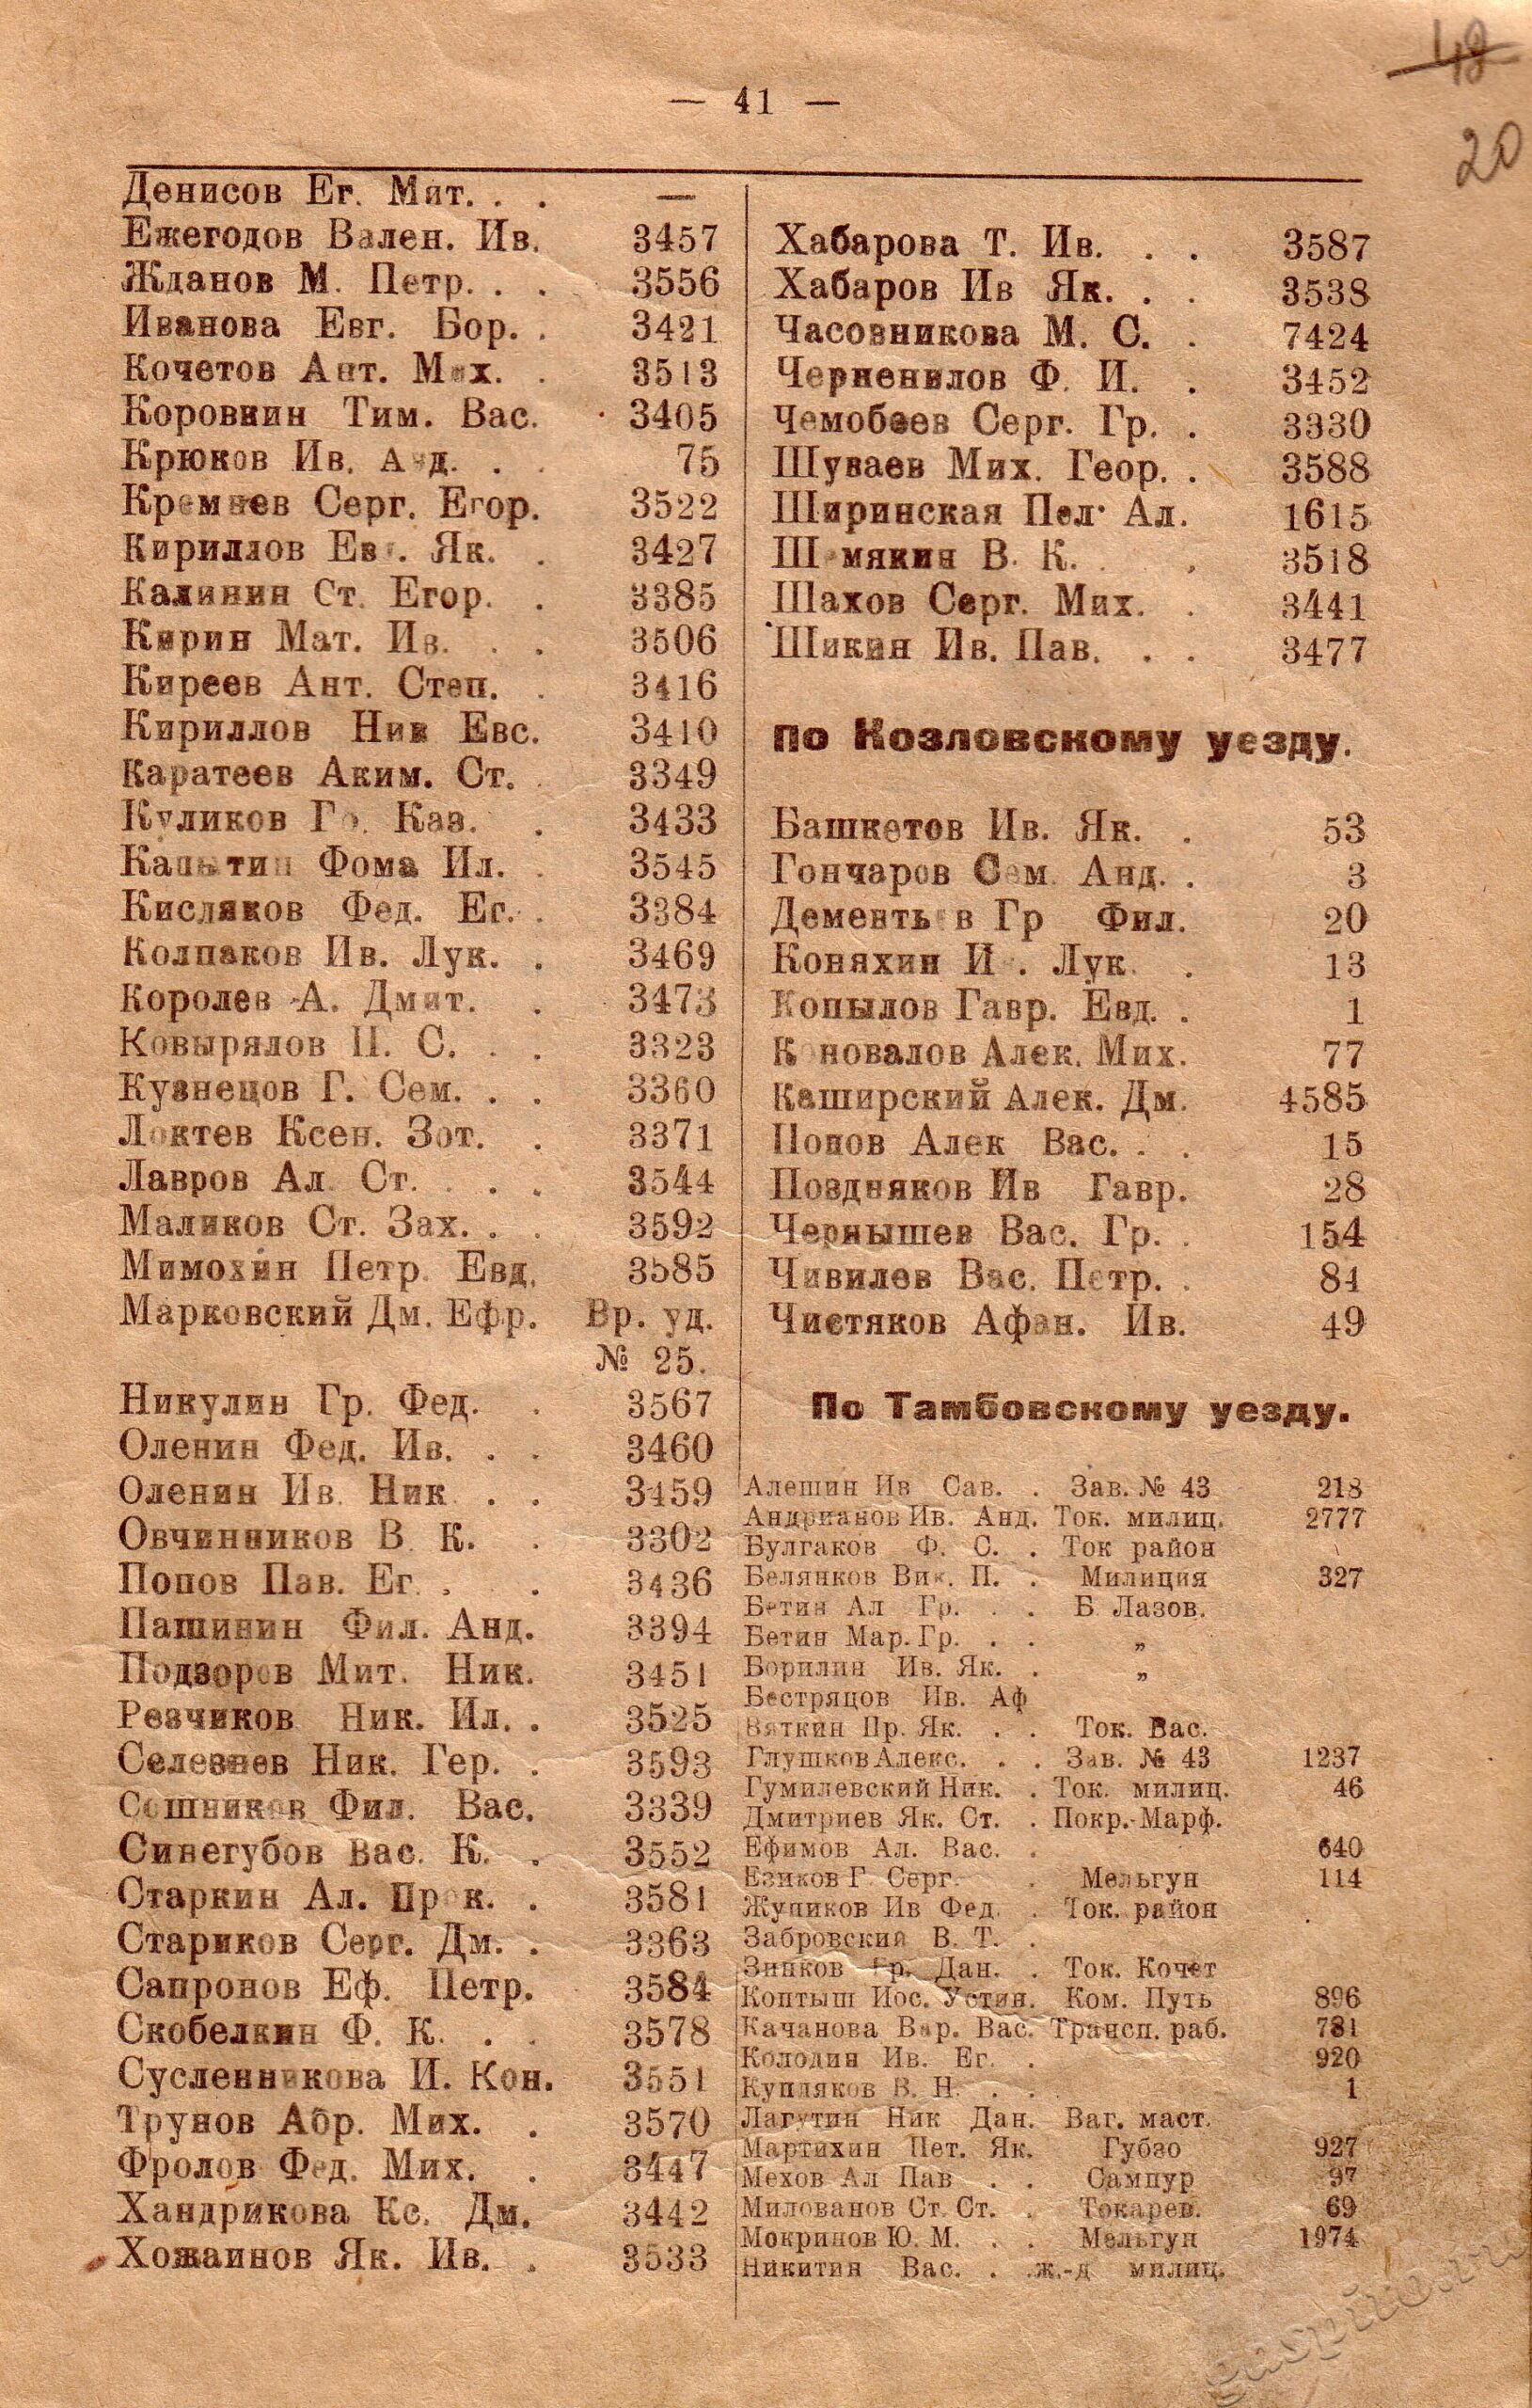 48
— 41 —
20
Денисов Ег. Мит. . . —
Ежегодов Вален. Ив. 3457
Жданов М. Петр. . . 3556
Иванова Евг. Бор. . 3421
Кочетов Ант. Мих. . 3513
Коровнин Тим. Вас. 3405
Крюков Ив. Анд. . . 75
Кремнев Серг. Егор. 3522
Кириллов Евг. Як. . 3427
Калинин Ст. Егор. . 3385
Кирин Мат. Ив. . . 3506
Киреев Ант. Степ. . 3416
Кириллов Ник Евс. 3410
Каратеев Аким. Ст. 3349
Куликов Гр. Каз. . 3433
Капытин Фома Ил. . 3545
Кисляков Фед. Ег. . 3384
Колпаков Ив. Лук. . 3469
Королев А. Дмит. . 3473
Ковырялов П. С. . . 3323
Кузнецов Г. Сем. . . 3360
Локтев Ксен. Зот. . 3371
Лавров Ал. Ст. . . . 3544
Маликов Ст. Зах. . . 3592
Мимохин Петр. Евд. 3585
Марковский Дм. Ефр. Вр. уд.
№ 25.
Никулин Гр. Фед. . 3567
Оленин Фед. Ив. . . 3460
Оленин Ив. Ник . . 3459
Овчинников В. К. . 3302
Попов Пав. Ег. . . 3436
Пашинин Фил. Анд. 3394
Подзоров Мит. Ник. 3451
Резчиков Ник. Ил. . 3525
Селезнев Ник. Гер. . 3593
Сошников Фил. Вас. 3339
Синегубов Вас. К. . 3552
Старкин Ал. Прок. . 3581
Стариков Серг. Дм. . 3363
Сапронов Еф. Петр. 3584
Скобелкин Ф. К. . . 3578
Сусленникова И. Кон. 3551
Трунов Абр. Мих. . 3570
Фролов Фед. Мих. . 3447
Хандрикова Кс. Дм. 3442
Хожаинов Як. Ив. . 3533
Хабарова Т. Ив. . . 3587
Хабаров Ив Як. . . 3538
Часовникова М. С. . 7424
Черненилов Ф. И. . 3452
Чемобеев Серг. Гр. . 3330
Шуваев Мих. Геор. . 3588
Ширинская Пел· Ал. 1615
Шемякин В. К. . . 3518
Шахов Серг. Мих. . 3441
Шикин Ив. Пав. . . 3477
по Козловскому уезду.
Башкетов Ив. Як. . 53
Гончаров Сем. Анд. . 3
Дементьев Гр Фил. 20
Коняхин Ив. Лук. . 13
Копылов Гавр. Евд. . 1
Коновалов Алек. Мих. 77
Каширский Алек. Дм. 4585
Попов Алек Вас. . . 15
Поздняков Ив Гавр. 28
Чернышев Вас. Гр. . 154
Чивилев Вас. Петр. . 84
Чистяков Афан. Ив. 49
По Тамбовскому уезду.
Алешин Ив Сав. . Зав. № 43 218
Андрианов Ив. Анд. Ток. милиц. 2777
Булгаков Ф. С. . Ток район
Белянков Вик. П. . Милиция 327
Бетин Ал Гр. . . Б Лазов.
Бетин Мар. Гр. . . „
Борилин Ив. Як. . „
Бестряцов Ив. Аф
Вяткин Пр. Як. . . Ток. Вас.
Глушков Алекс. . . Зав. № 43 1237
Гумилевский Ник. . Ток. милиц. 46
Дмитриев Як. Ст. . Покр.-Марф.
Ефимов Ал. Вас. . 640
Езиков Г. Серг. . Мельгун 114
Жупиков Ив Фед. . Ток. район
Забровский В. Т. .
Зипков Гр. Дан. . Ток. Кочет
Коптыш Иос. Устин. Ком. Путь 896
Качанова Вар. Вас. Трансп. раб. 781
Колодин Ив. Ег. . 920
Купляков В. Н. . . 1
Лагутин Ник Дан. Ваг. маст.
Мартихин Пет. Як. Губзо 927
Мехов Ал Пав . . Сампур 97
Милованов Ст. Ст. . Токарев. 69
Мокринов Ю. М. . . Мельгун 1974
Никитин Вас. . .ж.-д милиц.
gaspito.ru